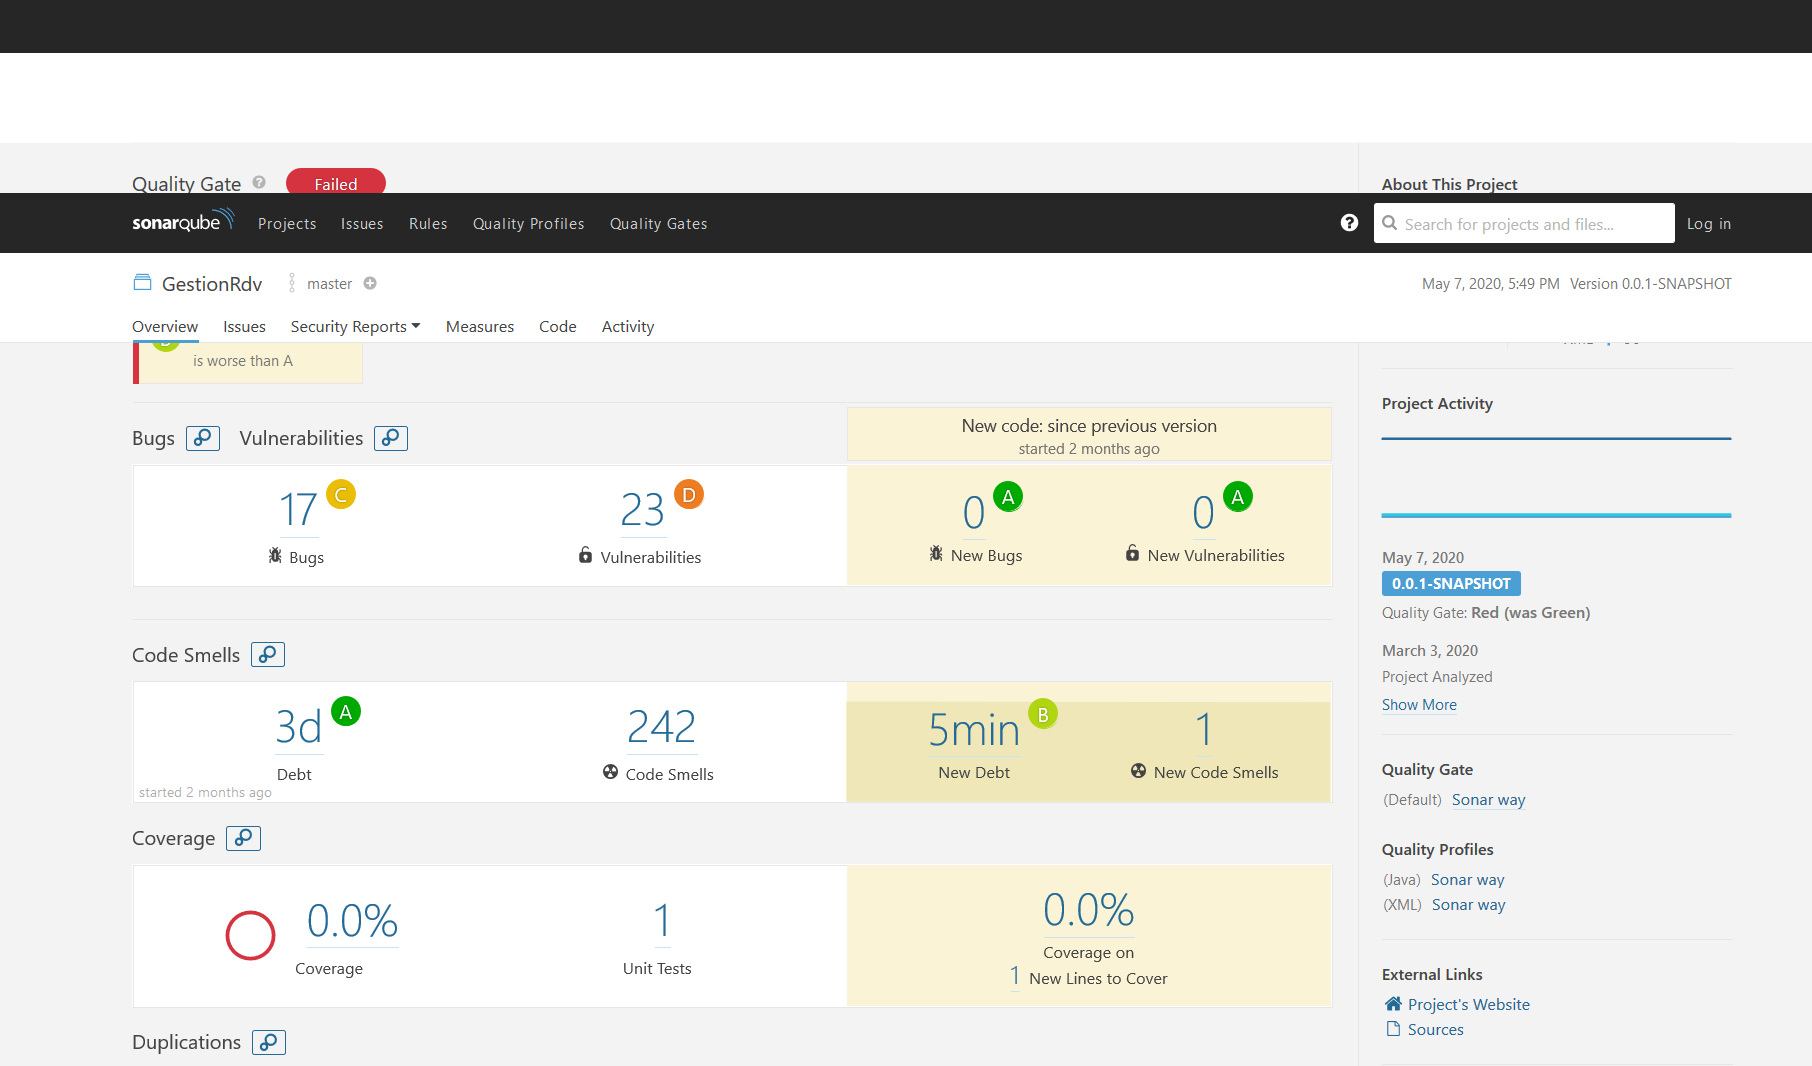 Quality Gate ? Failed
About This Project
sonarqube Projects Issues Rules Quality Profiles Quality Gates
? Search for projects and files... Log in
GestionRdv master
May 7, 2020, 5:49 PM Version 0.0.1-SNAPSHOT
Overview Issues Security Reports Measures Code Activity
is worse than A
Bugs Vulnerabilities
New code: since previous version
started 2 months ago
17 C
Bugs
23 D
Vulnerabilities
0 A
New Bugs
0 A
New Vulnerabilities
Code Smells
3d A
Debt
started 2 months ago
242
Code Smells
5min B
New Debt
1
New Code Smells
Coverage
0.0%
Coverage
1
Unit Tests
0.0%
Coverage on
1 New Lines to Cover
Duplications
Project Activity
May 7, 2020
0.0.1-SNAPSHOT
Quality Gate: Red (was Green)
March 3, 2020
Project Analyzed
Show More
Quality Gate
(Default) Sonar way
Quality Profiles
(Java) Sonar way
(XML) Sonar way
External Links
Project's Website
Sources